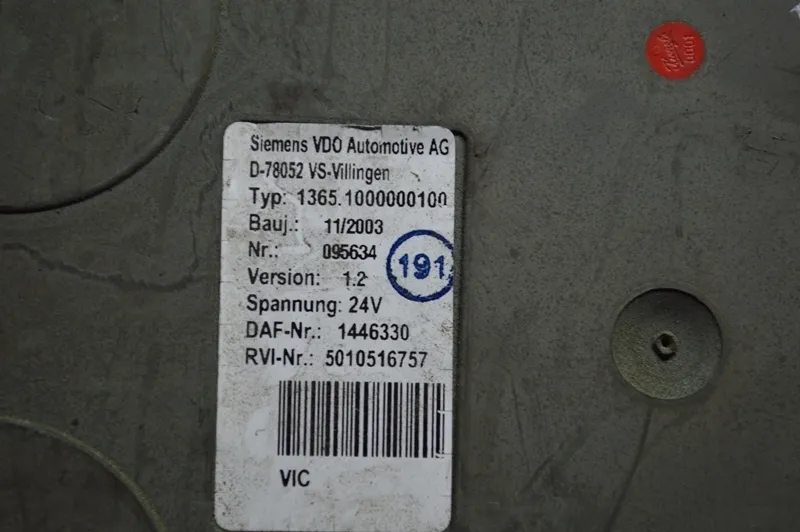 Siemens VDO Automotive AG
D-78052 VS-Villingen
Typ: 1365.1000000100
Bauj.: 11/2003
Nr.: 095634
191
Version: 1.2
Spannung: 24V
DAF-Nr.: 1446330
RVI-Nr.: 5010516757
VIC